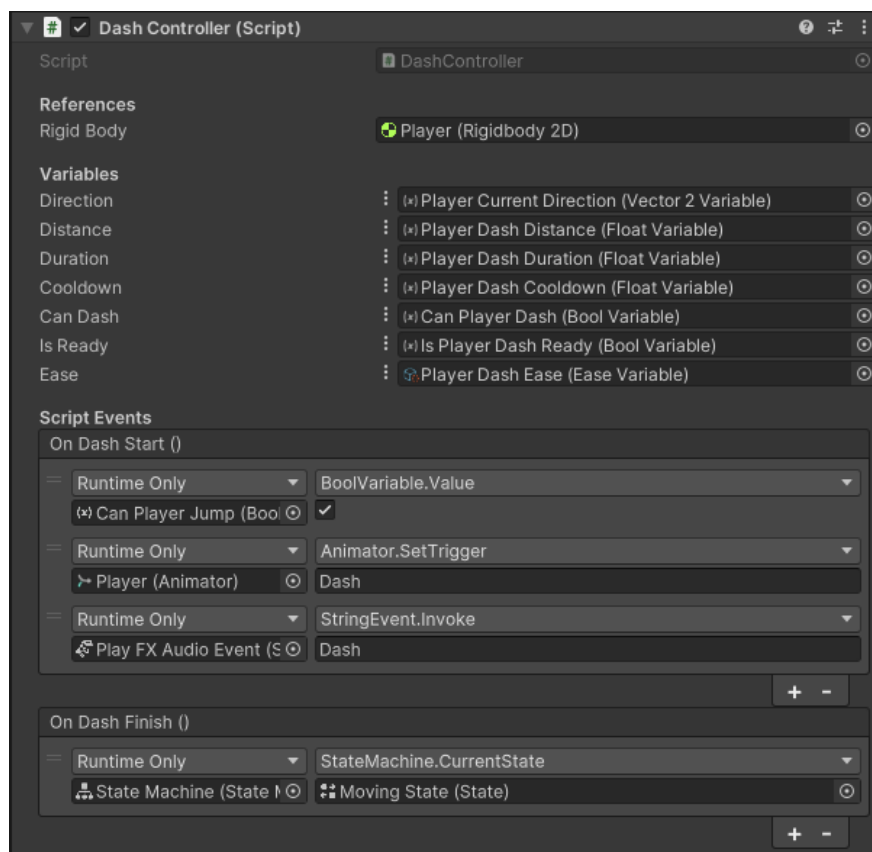 Dash Controller (Script)
Script DashController
References
Rigid Body Player (Rigidbody 2D)
Variables
Direction Player Current Direction (Vector 2 Variable)
Distance Player Dash Distance (Float Variable)
Duration Player Dash Duration (Float Variable)
Cooldown Player Dash Cooldown (Float Variable)
Can Dash Can Player Dash (Bool Variable)
Is Ready Is Player Dash Ready (Bool Variable)
Ease Player Dash Ease (Ease Variable)
Script Events
On Dash Start ()
Runtime Only BoolVariable.Value
Can Player Jump (Bool
Runtime Only Animator.SetTrigger
Player (Animator) Dash
Runtime Only StringEvent.Invoke
Play FX Audio Event (S Dash
+ -
On Dash Finish ()
Runtime Only StateMachine.CurrentState
State Machine (State M Moving State (State)
+ -